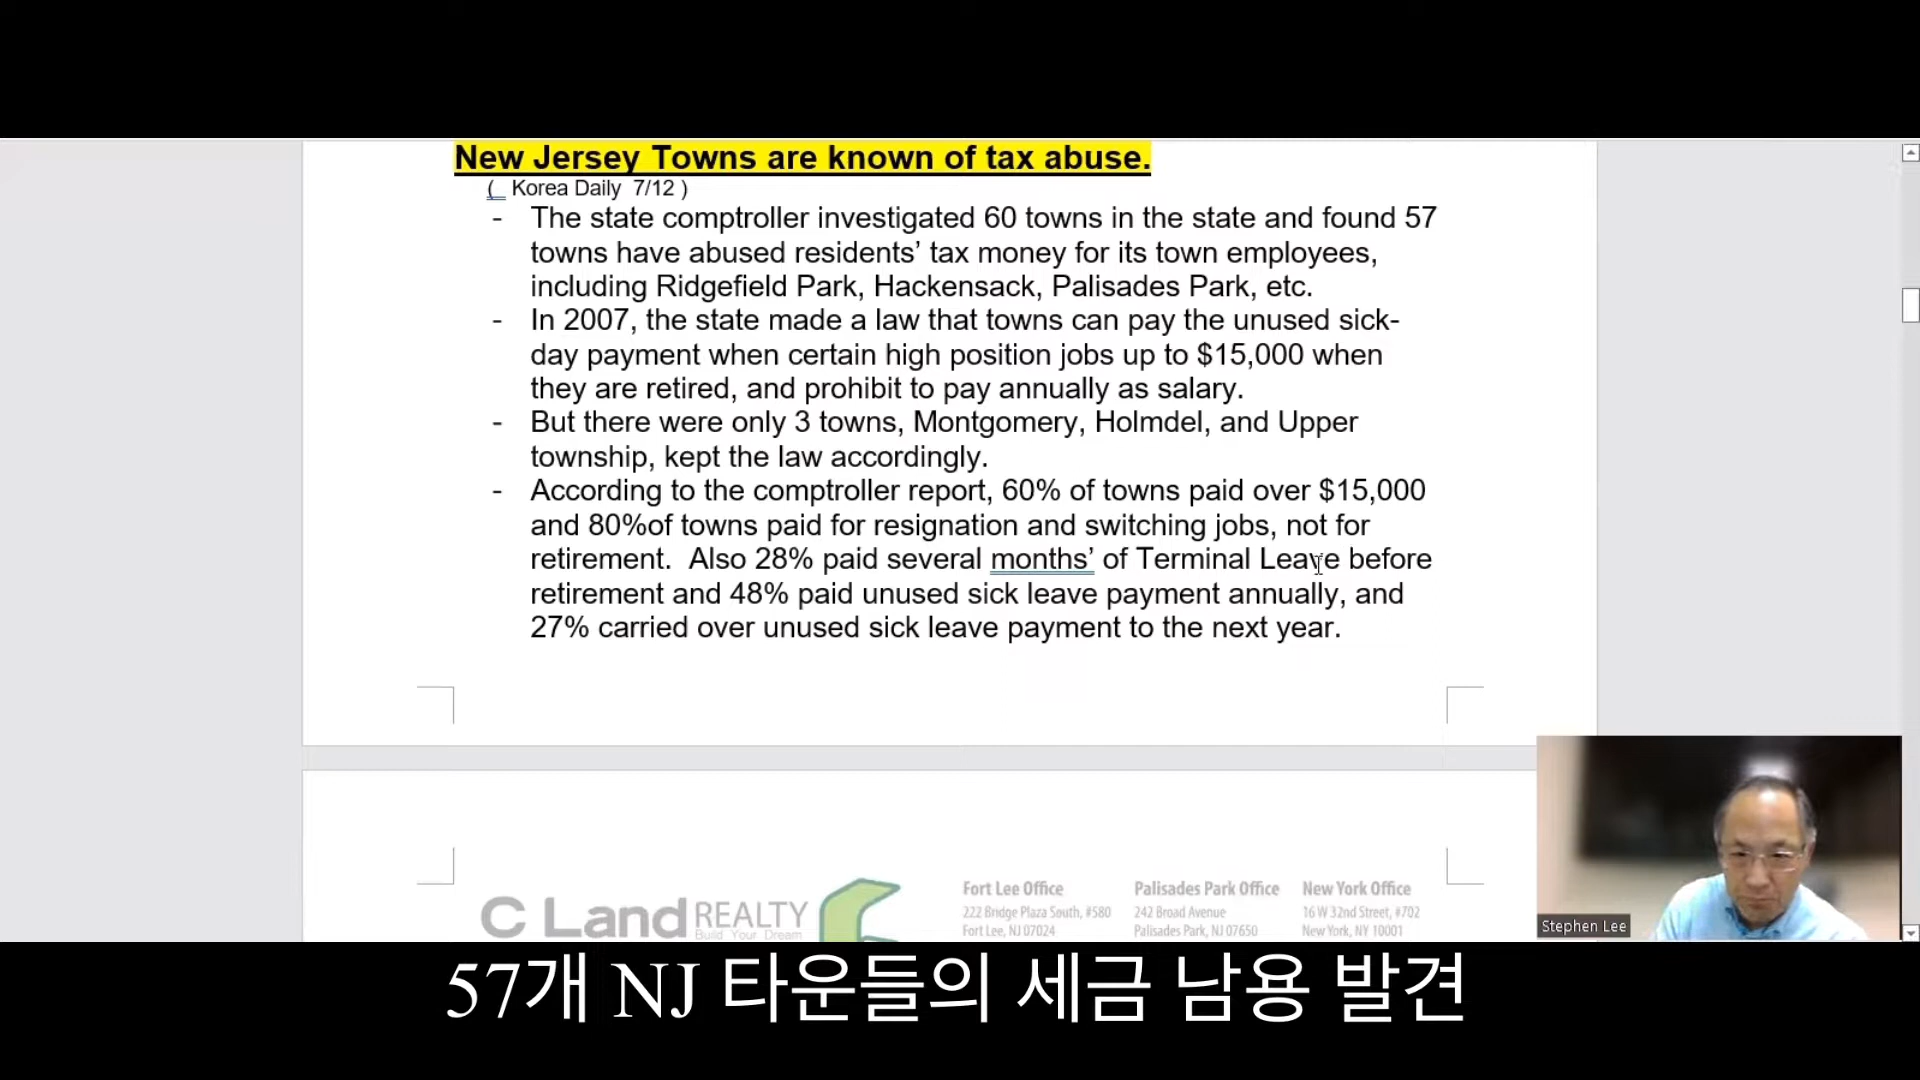 New Jersey Towns are known of tax abuse.
( Korea Daily 7/12 )
- The state comptroller investigated 60 towns in the state and found 57
towns have abused residents’ tax money for its town employees,
including Ridgefield Park, Hackensack, Palisades Park, etc.
- In 2007, the state made a law that towns can pay the unused sick-
day payment when certain high position jobs up to $15,000 when
they are retired, and prohibit to pay annually as salary.
- But there were only 3 towns, Montgomery, Holmdel, and Upper
township, kept the law accordingly.
- According to the comptroller report, 60% of towns paid over $15,000
and 80%of towns paid for resignation and switching jobs, not for
retirement. Also 28% paid several months’ of Terminal Leave before
retirement and 48% paid unused sick leave payment annually, and
27% carried over unused sick leave payment to the next year.
C Land REALTY
Build Your Dream
Fort Lee Office
222 Bridge Plaza South, #580
Fort Lee, NJ 07024
Palisades Park Office
242 Broad Avenue
Palisades Park, NJ 07650
New York Office
16 W 32nd Street, #702
New York, NY 10001
Stephen Lee
57개 NJ 타운들의 세금 남용 발견